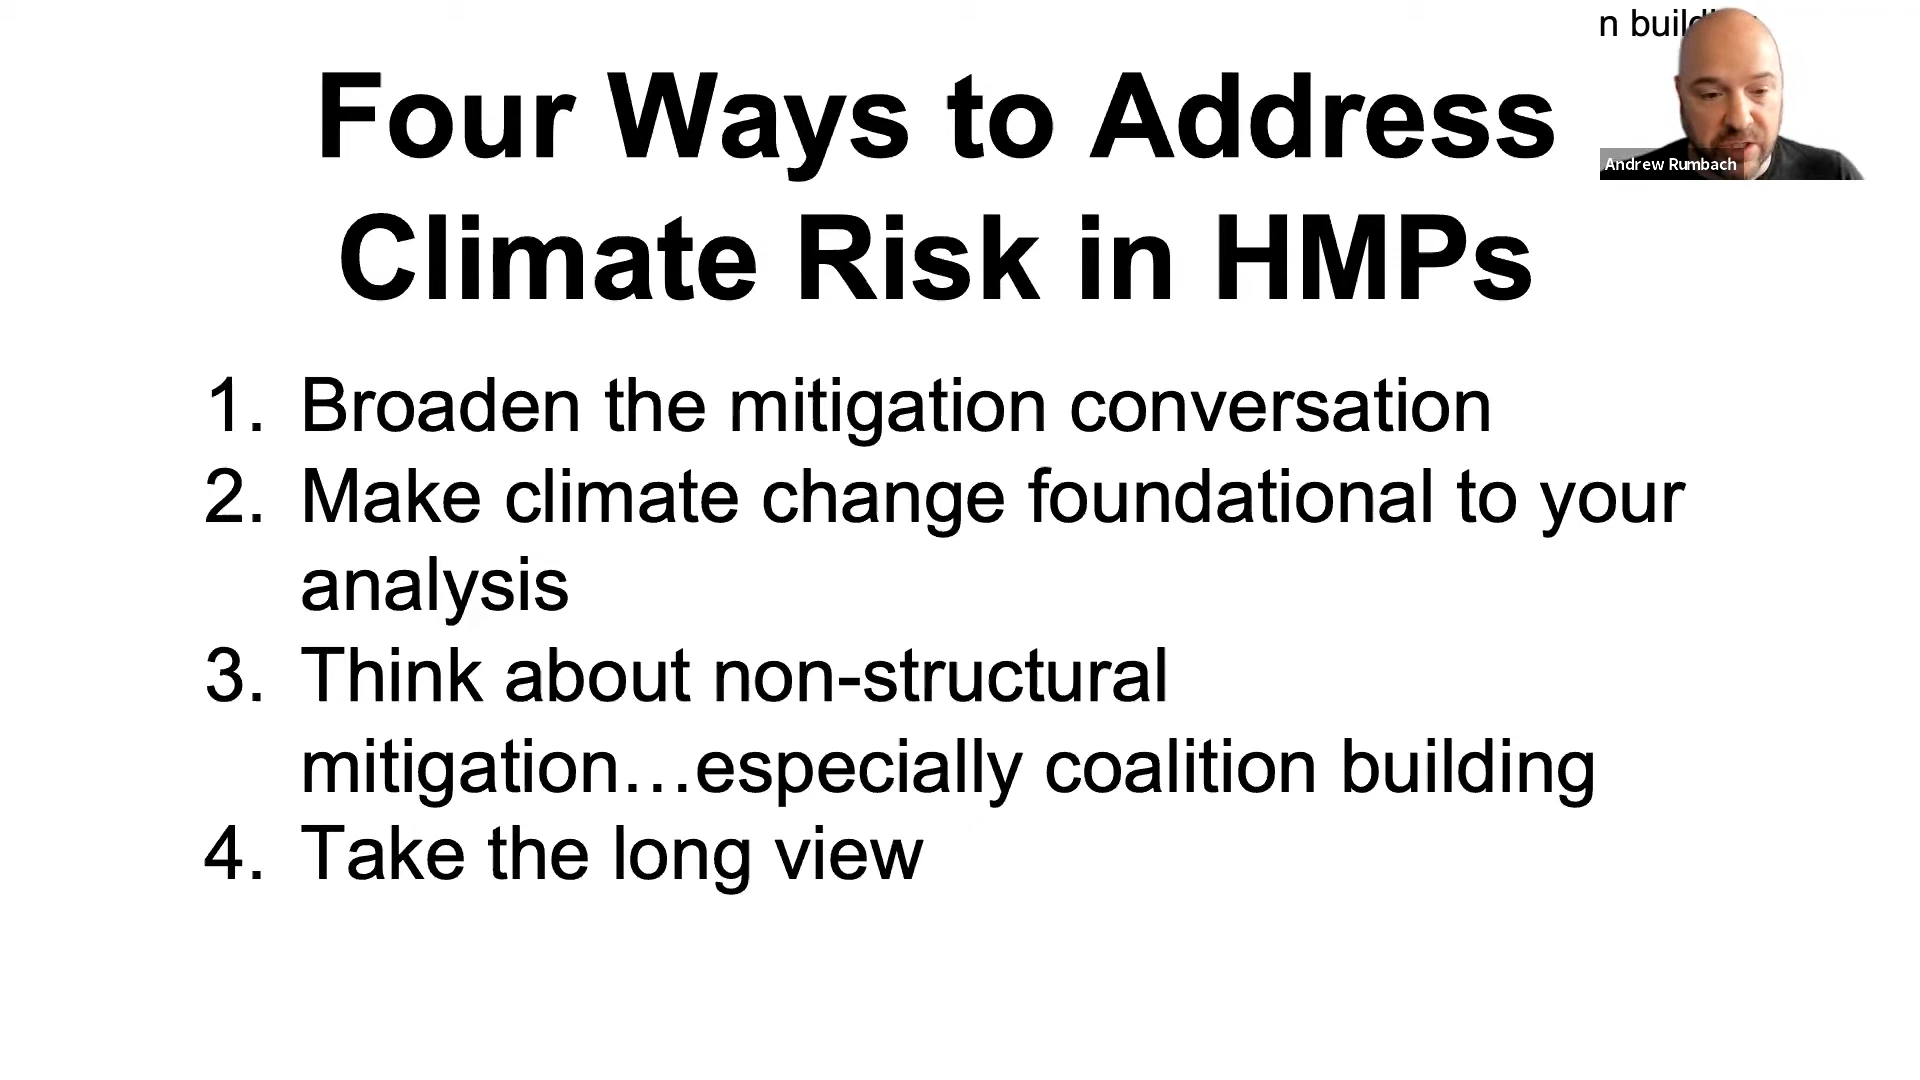 n build
Four Ways to Address
Climate Risk in HMPs
Andrew Rumbach
1. Broaden the mitigation conversation
2. Make climate change foundational to your
analysis
3. Think about non-structural
mitigation…especially coalition building
4. Take the long view